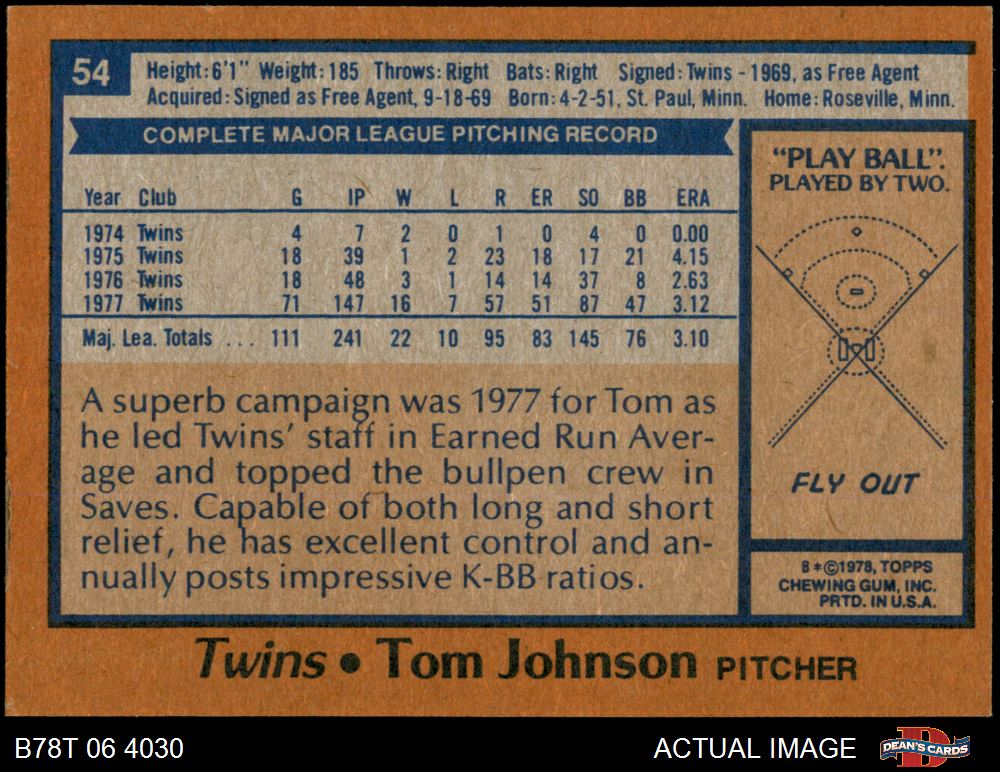 54
Height:6'1" Weight:185 Throws:Right Bats:Right Signed:Twins - 1969, as Free Agent
Acquired:Signed as Free Agent, 9-18-69 Born:4-2-51, St. Paul, Minn. Home:Roseville, Minn.
COMPLETE MAJOR LEAGUE PITCHING RECORD
Year Club G IP W L R ER SO BB ERA
1974 Twins 4 7 2 0 1 0 4 0 0.00
1975 Twins 18 39 1 2 23 18 17 21 4.15
1976 Twins 18 48 3 1 14 14 37 8 2.63
1977 Twins 71 147 16 7 57 51 87 47 3.12
Maj. Lea. Totals . . . 111 241 22 10 95 83 145 76 3.10
A superb campaign was 1977 for Tom as
he led Twins' staff in Earned Run Aver-
age and topped the bullpen crew in
Saves. Capable of both long and short
relief, he has excellent control and an-
nually posts impressive K-BB ratios.
"PLAY BALL".
PLAYED BY TWO.
FLY OUT
B*©1978, TOPPS
CHEWING GUM, INC.
PRTD. IN U.S.A.
Twins • Tom Johnson PITCHER
B78T 06 4030 ACTUAL IMAGE DEAN'S CARDS